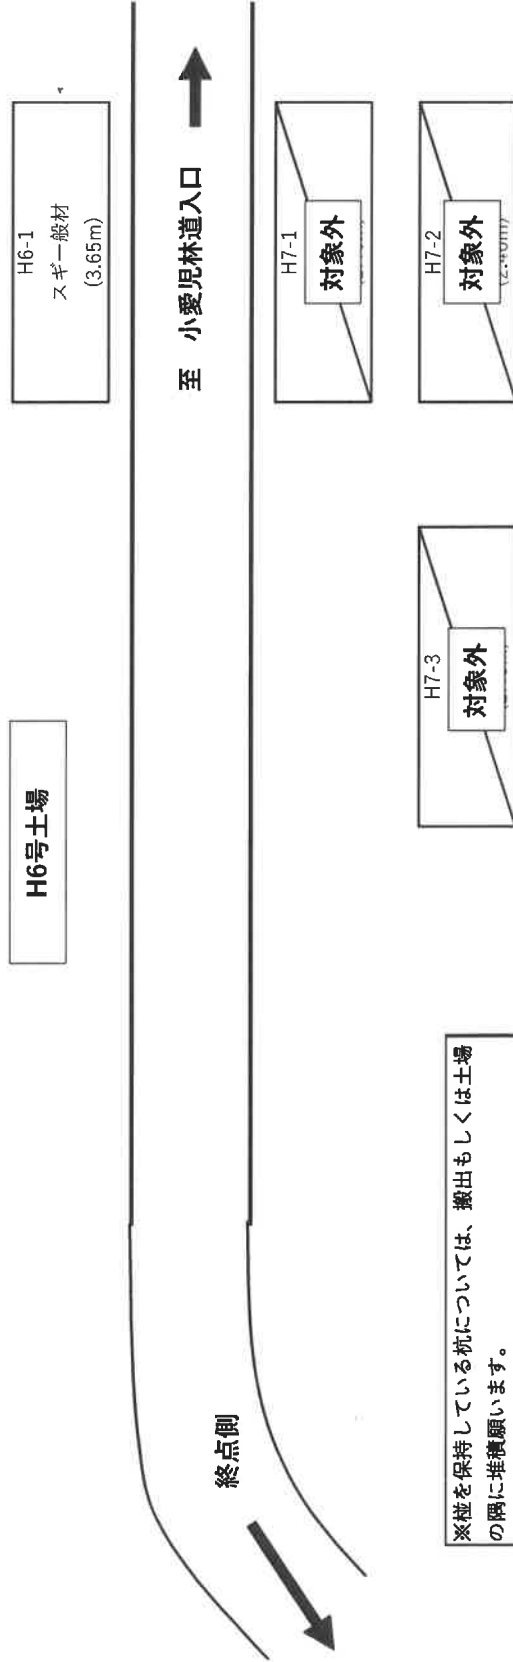 H6号土場
H6-1
スギ一般材
(3.65m)
至 小愛児林道入口
H7-1
対象外
H7-2
対象外
H7-3
対象外
終点側
※桩を保持している杭については、搬出もしくは土場
の隅に堆積願います。